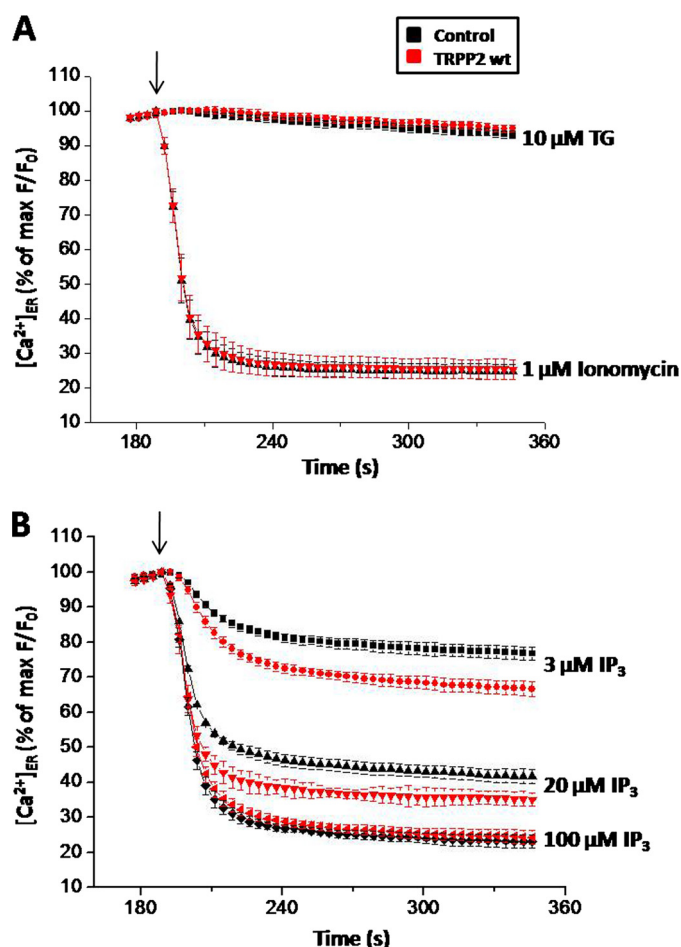 A
Control
TRPP2 wt
110
100
90
80
70
60
50
40
30
20
10
[Ca²⁺]ER (% of max F/F₀)
10 µM TG
1 µM Ionomycin
180 240 300 360
Time (s)
B
110
100
90
80
70
60
50
40
30
20
10
[Ca²⁺]ER (% of max F/F₀)
3 µM IP₃
20 µM IP₃
100 µM IP₃
180 240 300 360
Time (s)